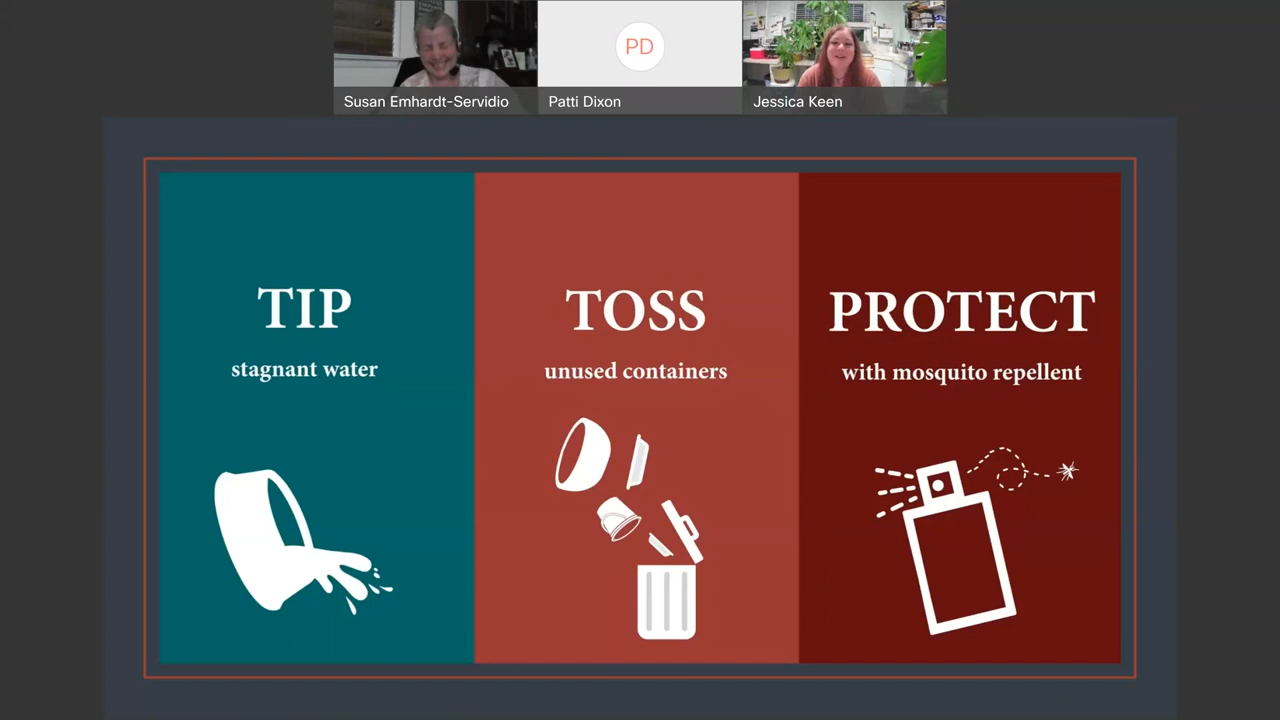 PD
Susan Emhardt-Servidio
Patti Dixon
Jessica Keen
TIP
stagnant water
TOSS
unused containers
PROTECT
with mosquito repellent